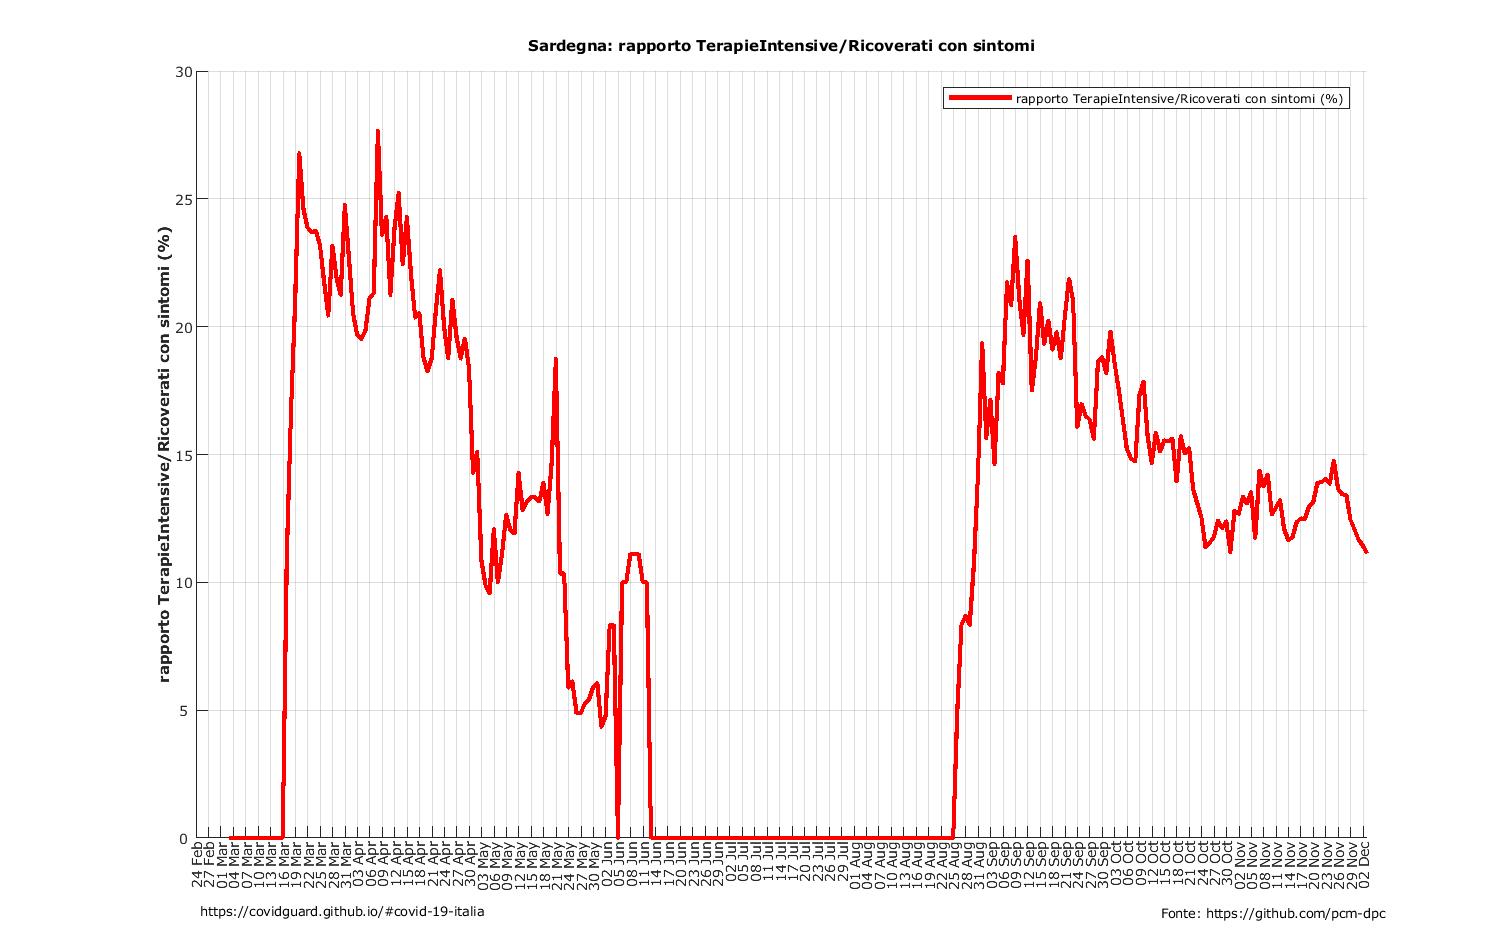 Sardegna: rapporto TerapieIntensive/Ricoverati con sintomi
rapporto TerapieIntensive/Ricoverati con sintomi (%)
rapporto TerapieIntensive/Ricoverati con sintomi (%)
30
25
20
15
10
5
0
24 Feb
27 Feb
01 Mar
04 Mar
07 Mar
10 Mar
13 Mar
16 Mar
19 Mar
22 Mar
25 Mar
28 Mar
31 Mar
03 Apr
06 Apr
09 Apr
12 Apr
15 Apr
18 Apr
21 Apr
24 Apr
27 Apr
30 Apr
03 May
06 May
09 May
12 May
15 May
18 May
21 May
24 May
27 May
30 May
02 Jun
05 Jun
08 Jun
11 Jun
14 Jun
17 Jun
20 Jun
23 Jun
26 Jun
29 Jun
02 Jul
05 Jul
08 Jul
11 Jul
14 Jul
17 Jul
20 Jul
23 Jul
26 Jul
29 Jul
01 Aug
04 Aug
07 Aug
10 Aug
13 Aug
16 Aug
19 Aug
22 Aug
25 Aug
28 Aug
31 Aug
03 Sep
06 Sep
09 Sep
12 Sep
15 Sep
18 Sep
21 Sep
24 Sep
27 Sep
30 Sep
03 Oct
06 Oct
09 Oct
12 Oct
15 Oct
18 Oct
21 Oct
24 Oct
27 Oct
30 Oct
02 Nov
05 Nov
08 Nov
11 Nov
14 Nov
17 Nov
20 Nov
23 Nov
26 Nov
29 Nov
02 Dec
https://covidguard.github.io/#covid-19-italia
Fonte: https://github.com/pcm-dpc